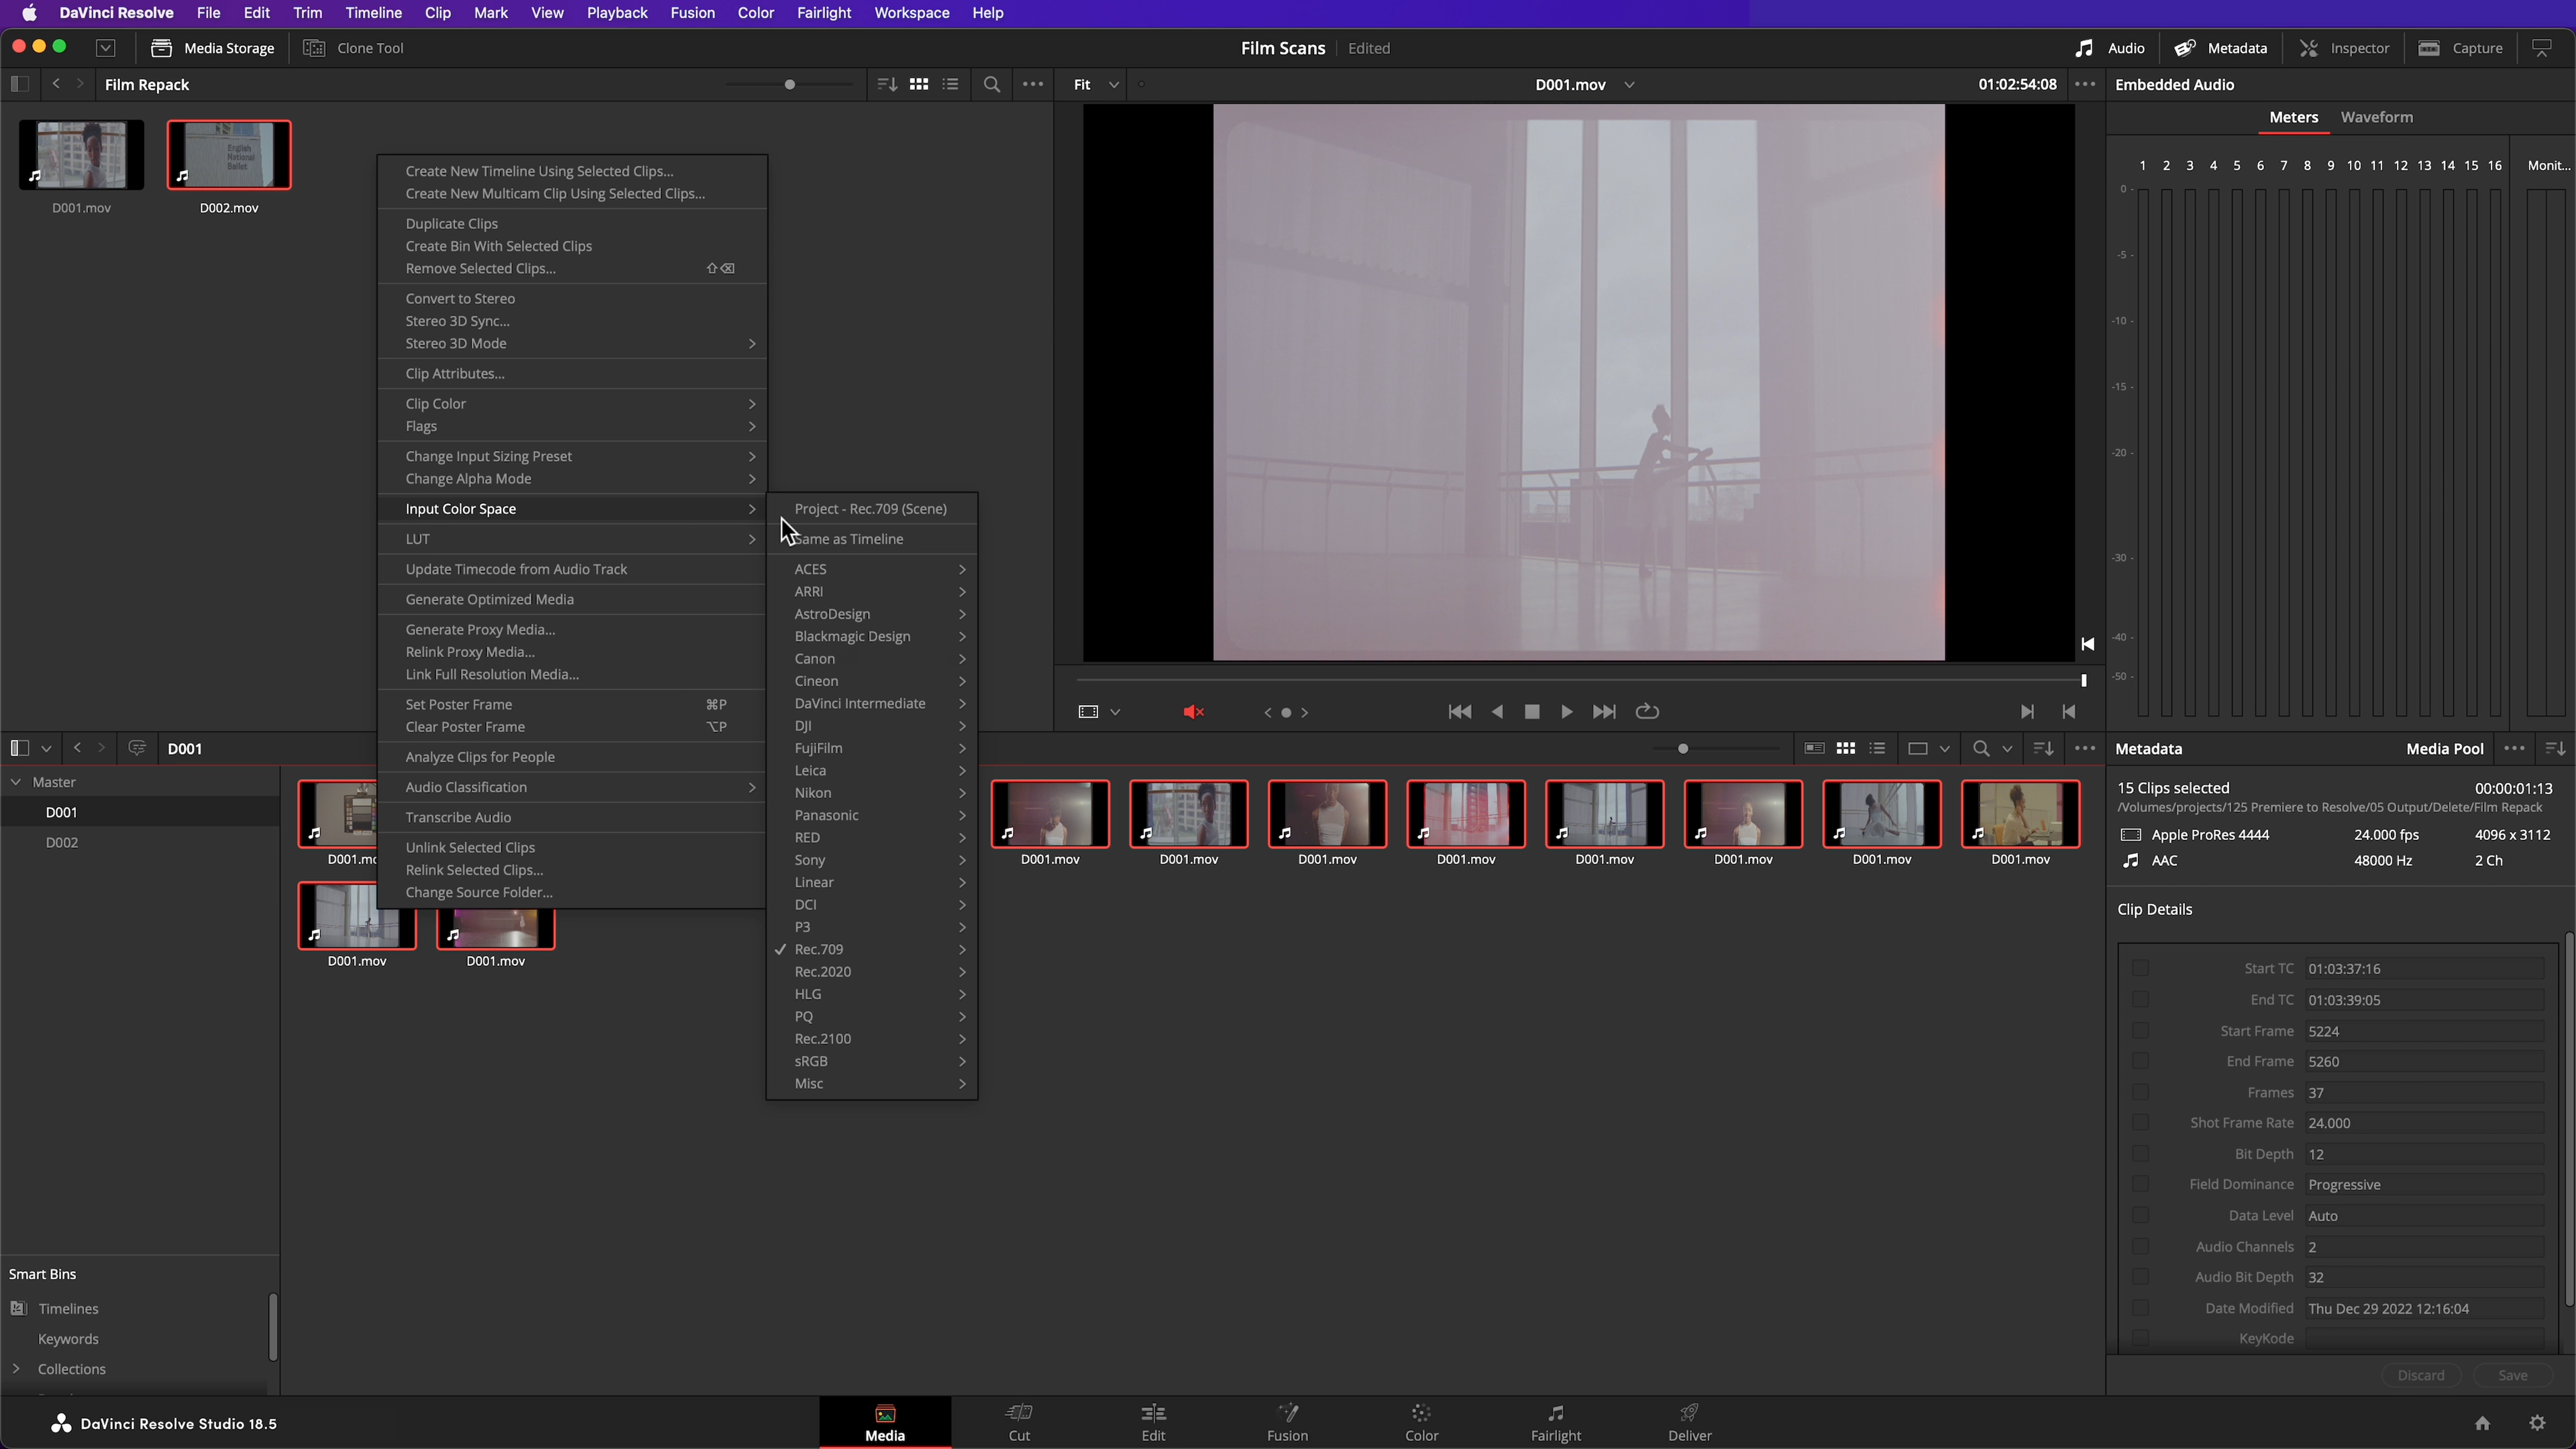 DaVinci Resolve File Edit Trim Timeline Clip Mark View Playback Fusion Color Fairlight Workspace Help
Media Storage Clone Tool Film Scans Edited Audio Metadata Inspector Capture
Film Repack Fit D001.mov 01:02:54:08 Embedded Audio
Meters Waveform
D001.mov D002.mov
English
National
Ballet
1 2 3 4 5 6 7 8 9 10 11 12 13 14 15 16 Monit...
0 -
-5 -
-10 -
-15 -
-20 -
-30 -
-40 -
-50 -
Create New Timeline Using Selected Clips...
Create New Multicam Clip Using Selected Clips...
Duplicate Clips
Create Bin With Selected Clips
Remove Selected Clips... ⇧⌫
Convert to Stereo
Stereo 3D Sync...
Stereo 3D Mode
Clip Attributes...
Clip Color
Flags
Change Input Sizing Preset
Change Alpha Mode
Input Color Space
LUT
Update Timecode from Audio Track
Generate Optimized Media
Generate Proxy Media...
Relink Proxy Media...
Link Full Resolution Media...
Set Poster Frame ⌘P
Clear Poster Frame ⌥P
Analyze Clips for People
Audio Classification
Transcribe Audio
Unlink Selected Clips
Relink Selected Clips...
Change Source Folder...
Project - Rec.709 (Scene)
Same as Timeline
ACES
ARRI
AstroDesign
Blackmagic Design
Canon
Cineon
DaVinci Intermediate
DJI
FujiFilm
Leica
Nikon
Panasonic
RED
Sony
Linear
DCI
P3
✓ Rec.709
Rec.2020
HLG
PQ
Rec.2100
sRGB
Misc
D001
Master
D001
D002
D001.mo D001.mov D001.mov D001.mov D001.mov D001.mov D001.mov D001.mov D001.mov
D001.mov D001.mov
Metadata Media Pool
15 Clips selected 00:00:01:13
/Volumes/projects/125 Premiere to Resolve/05 Output/Delete/Film Repack
Apple ProRes 4444 24.000 fps 4096 x 3112
AAC 48000 Hz 2 Ch
Clip Details
Start TC 01:03:37:16
End TC 01:03:39:05
Start Frame 5224
End Frame 5260
Frames 37
Shot Frame Rate 24.000
Bit Depth 12
Field Dominance Progressive
Data Level Auto
Audio Channels 2
Audio Bit Depth 32
Date Modified Thu Dec 29 2022 12:16:04
KeyKode
Discard Save
Smart Bins
Timelines
Keywords
Collections
DaVinci Resolve Studio 18.5 Media Cut Edit Fusion Color Fairlight Deliver